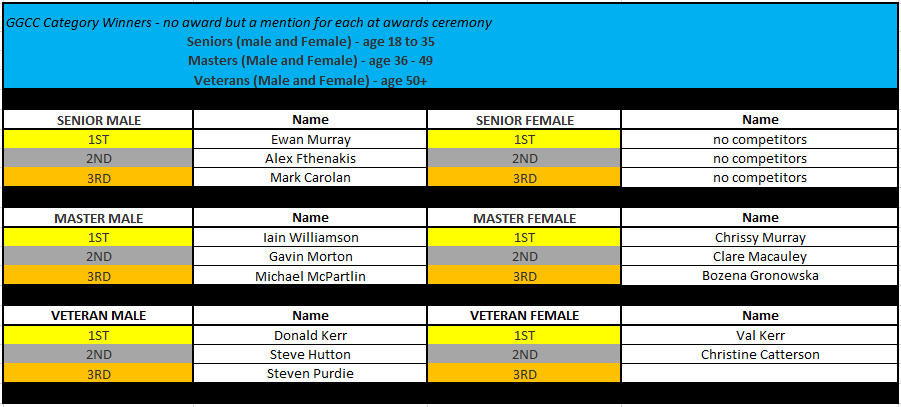 GGCC Category Winners - no award but a mention for each at awards ceremony
Seniors (male and Female) - age 18 to 35
Masters (Male and Female) - age 36 - 49
Veterans (Male and Female) - age 50+
SENIOR MALE Name SENIOR FEMALE Name
1ST Ewan Murray 1ST no competitors
2ND Alex Fthenakis 2ND no competitors
3RD Mark Carolan 3RD no competitors
MASTER MALE Name MASTER FEMALE Name
1ST Iain Williamson 1ST Chrissy Murray
2ND Gavin Morton 2ND Clare Macauley
3RD Michael McPartlin 3RD Bozena Gronowska
VETERAN MALE Name VETERAN FEMALE Name
1ST Donald Kerr 1ST Val Kerr
2ND Steve Hutton 2ND Christine Catterson
3RD Steven Purdie 3RD